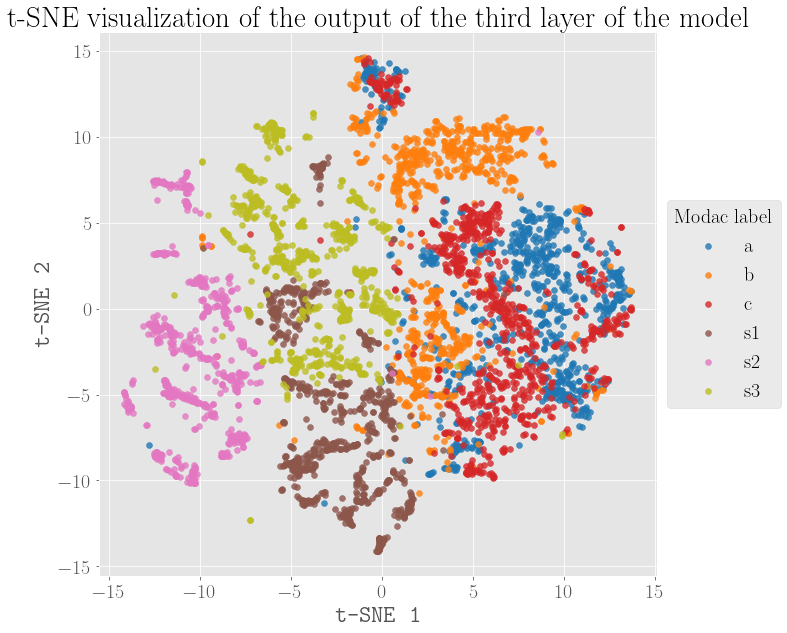 t-SNE visualization of the output of the third layer of the model
15
10
5
0
−5
−10
−15
t-SNE 2
−15
−10
−5
0
5
10
15
t-SNE 1
Modac label
a
b
c
s1
s2
s3